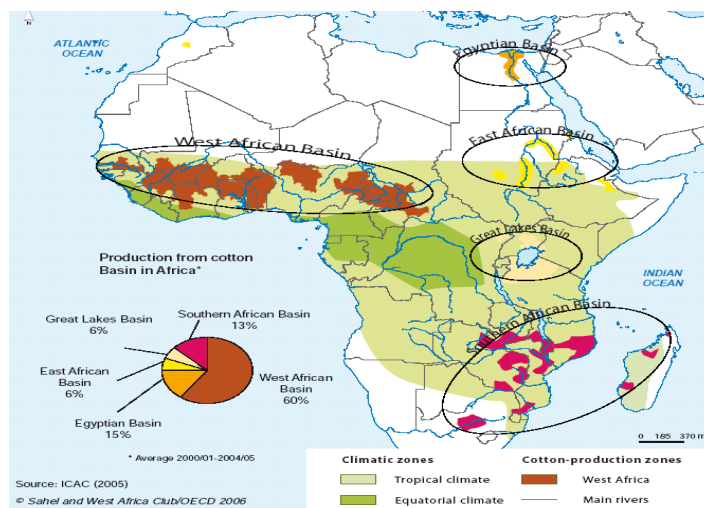 N
ATLANTIC
OCEAN
Egyptian Basin
West African Basin
East African Basin
Great Lakes Basin
INDIAN
OCEAN
Southern African Basin
Production from cotton
Basin in Africa*
Great Lakes Basin
6%
Southern African Basin
13%
East African
Basin
6%
West African
Basin
60%
Egyptian Basin
15%
* Average 2000/01-2004/05
0 185 370 m
Source: ICAC (2005)
© Sahel and West Africa Club/OECD 2006
Climatic zones
Tropical climate
Equatorial climate
Cotton-production zones
West Africa
Main rivers